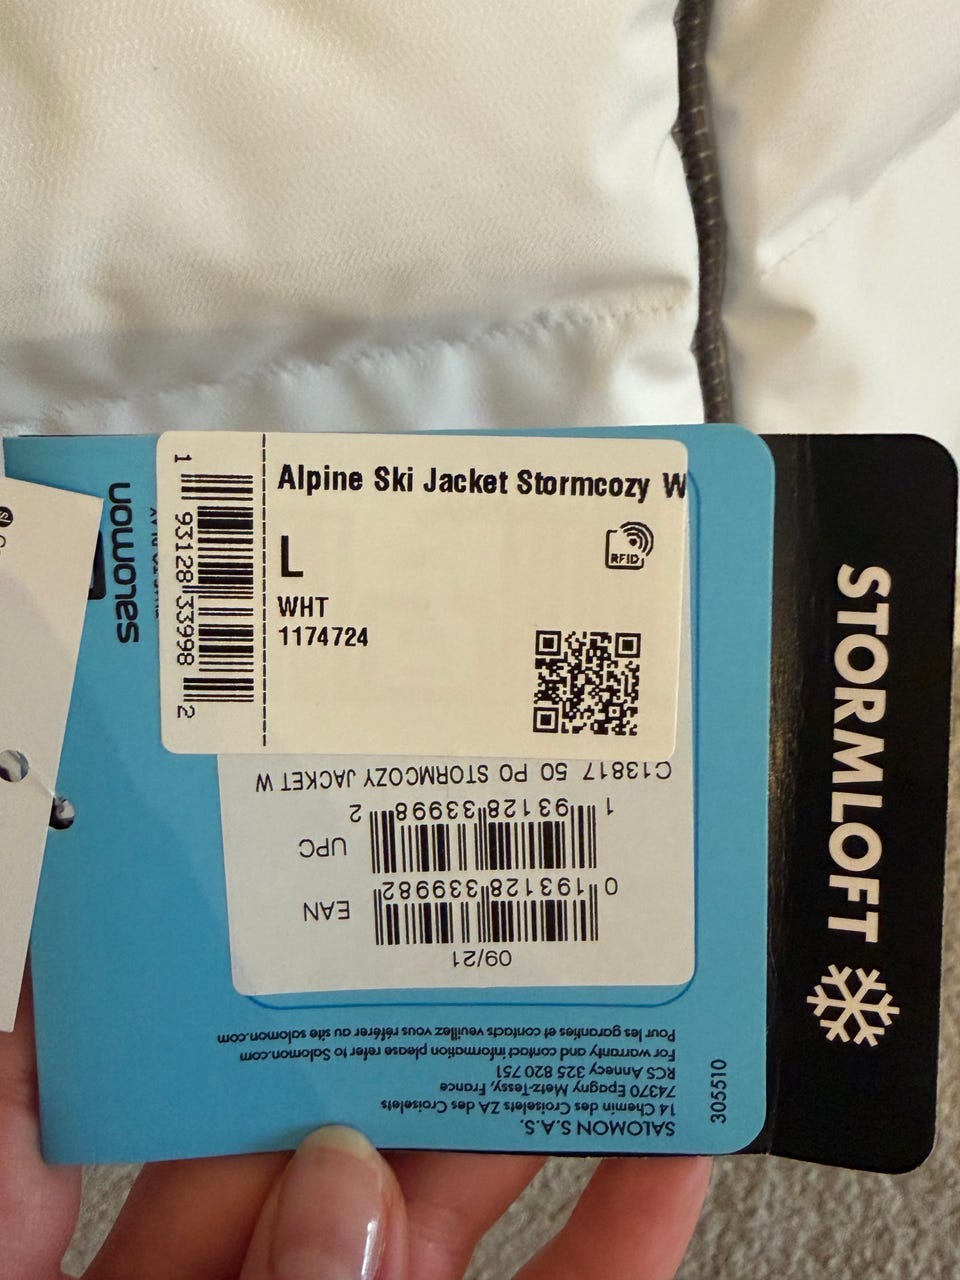 Alpine Ski Jacket Stormcozy W
L
WHT
1174724
RFID
1 93128 33998 2
salomon
STORMLOFT
C13817 50 PO STORMCOZY JACKET W
1 93128 33998 2
UPC
0 193128 339982
EAN
09/21
Pour les garanties et contacts veuillez vous référer au site salomon.com
For warranty and contact information please refer to Salomon.com
RCS Annecy 325 820 751
74370 Epagny Metz-Tessy, France
14 Chemin des Croiselets ZA des Croiselets
SALOMON S.A.S.
305510